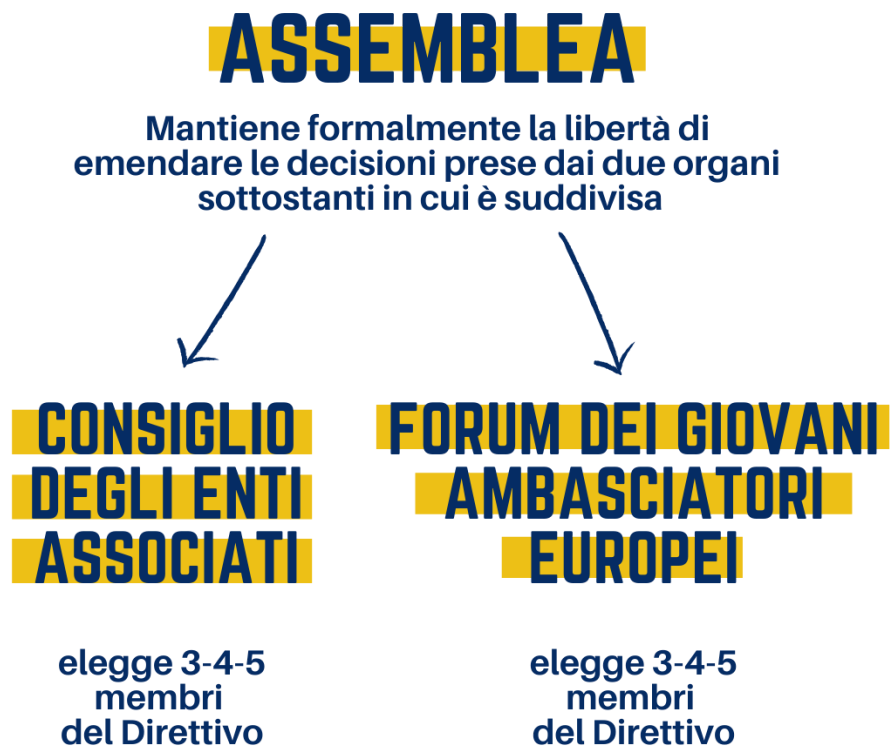 ASSEMBLEA
Mantiene formalmente la libertà di
emendare le decisioni prese dai due organi
sottostanti in cui è suddivisa
CONSIGLIO
DEGLI ENTI
ASSOCIATI
elegge 3-4-5
membri
del Direttivo
FORUM DEI GIOVANI
AMBASCIATORI
EUROPEI
elegge 3-4-5
membri
del Direttivo